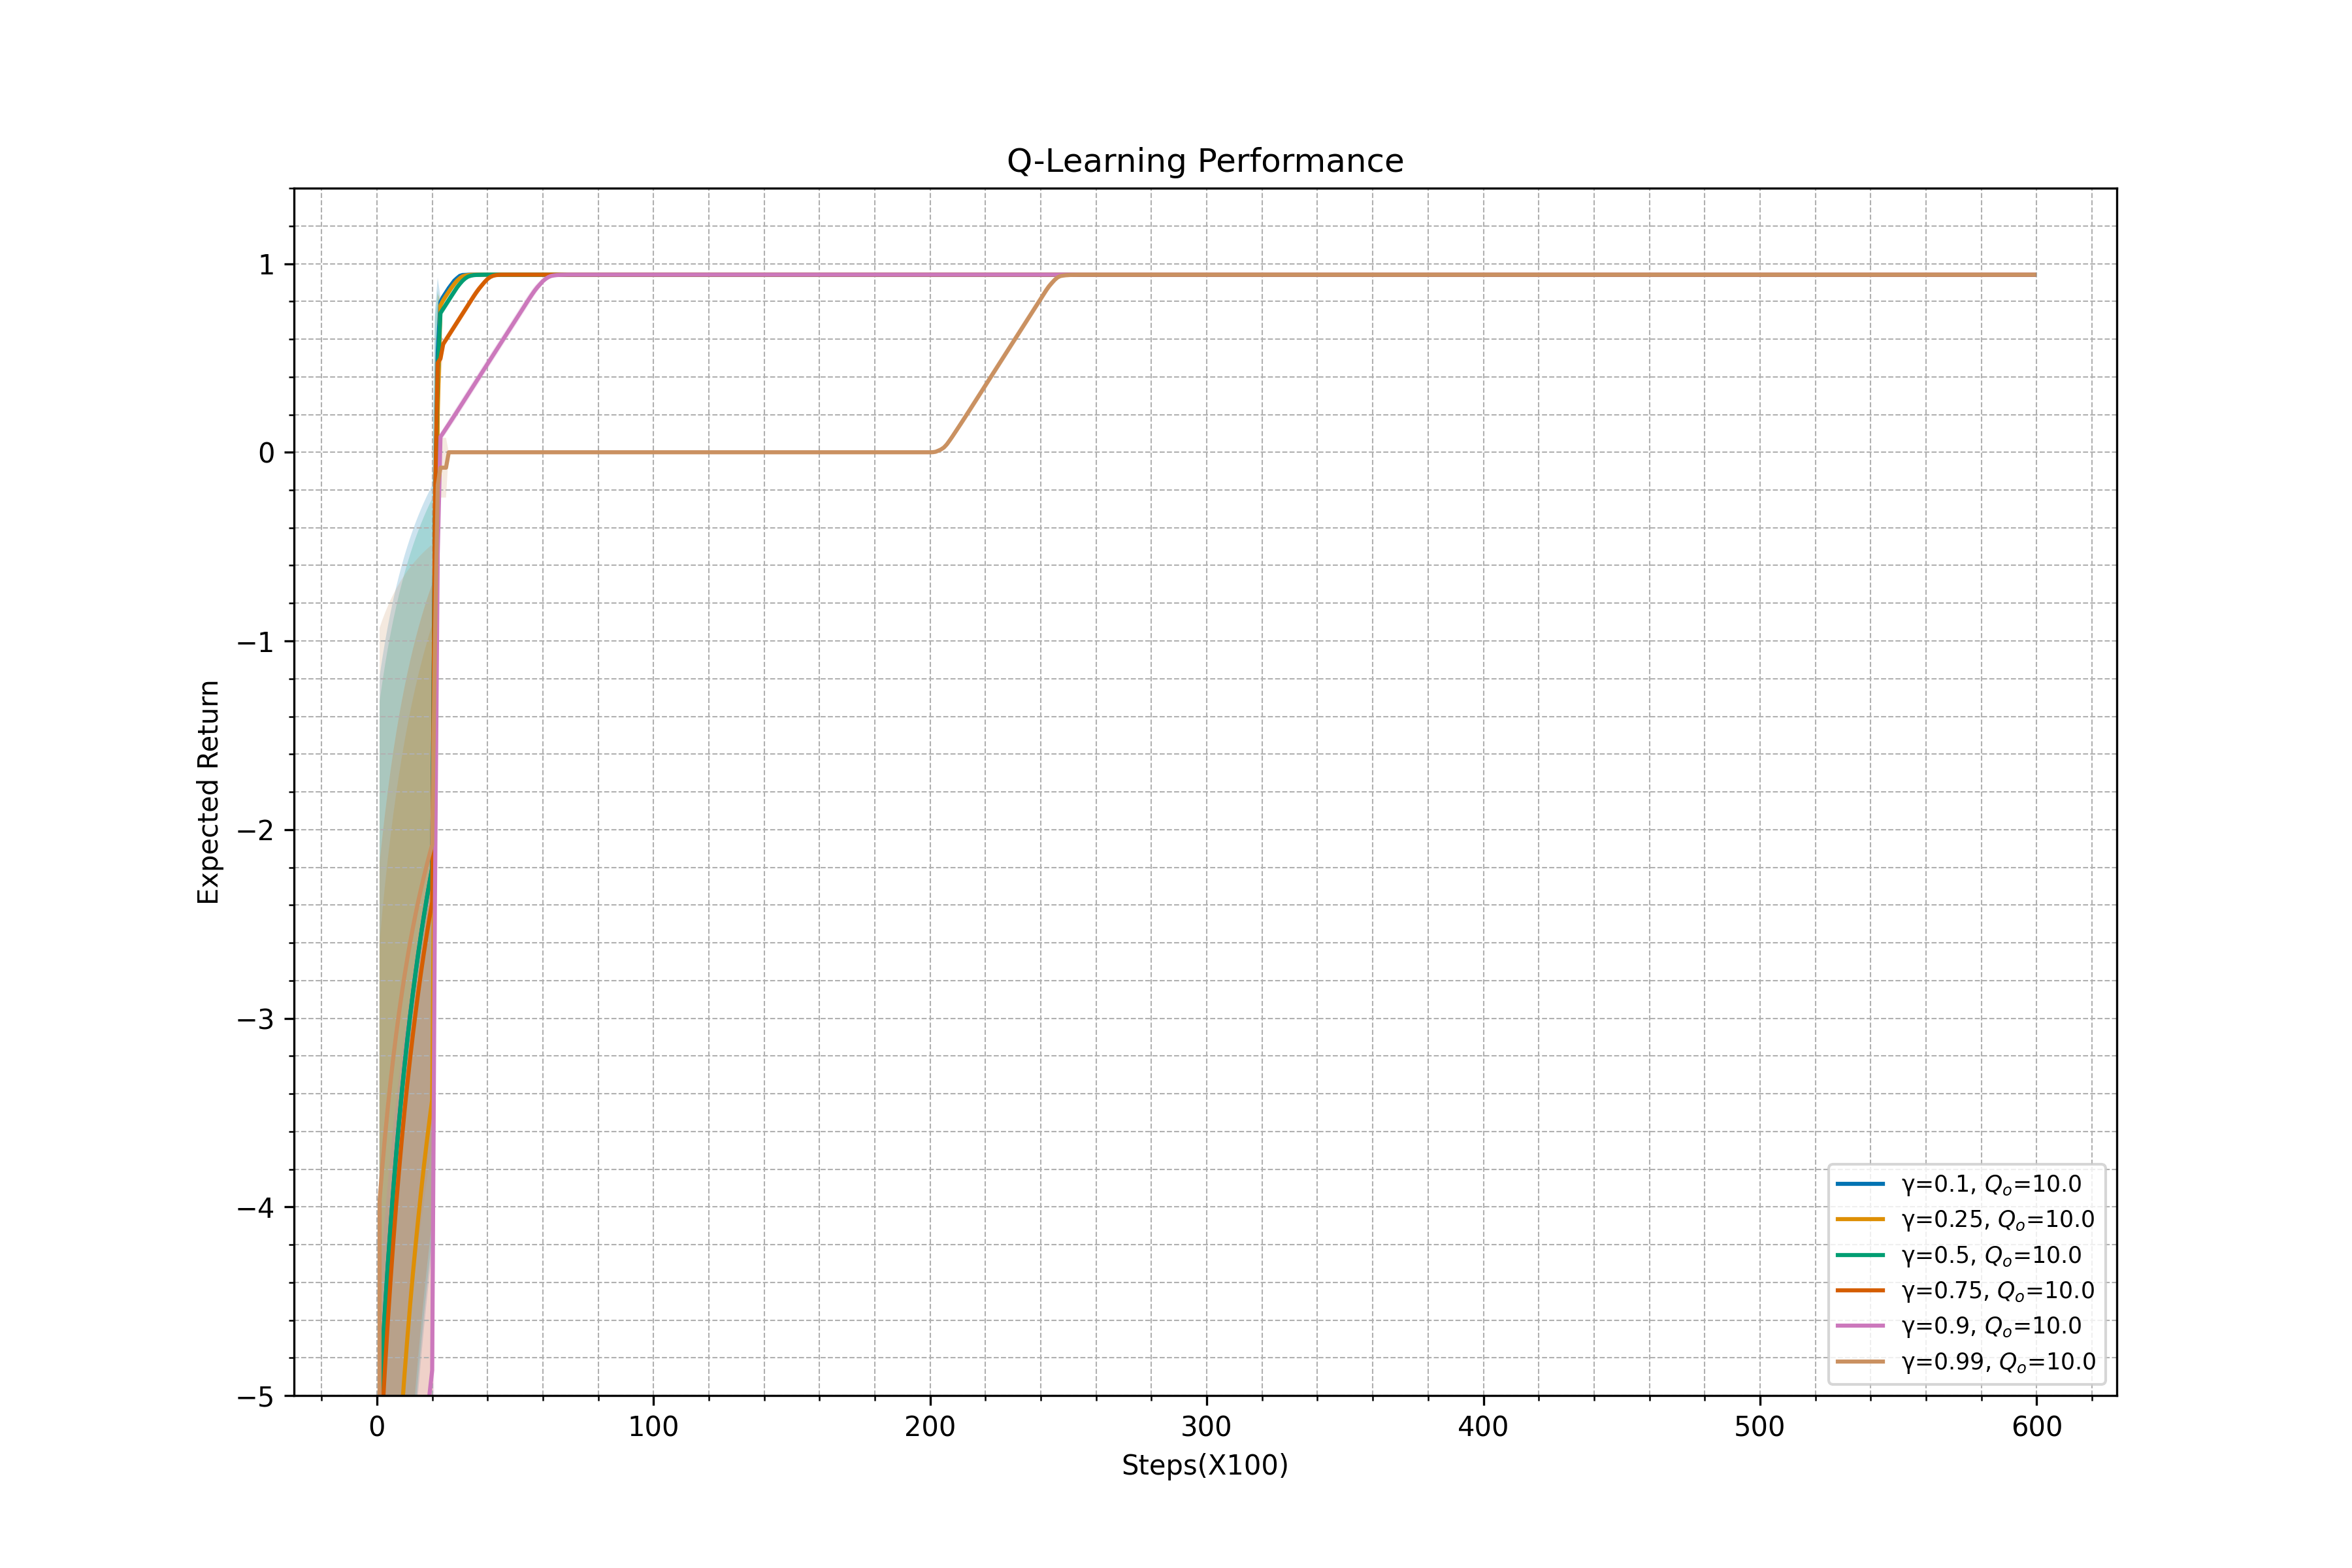 Q-Learning Performance
Expected Return
1
0
−1
−2
−3
−4
−5
0 100 200 300 400 500 600
Steps(X100)
γ=0.1, Qₒ=10.0
γ=0.25, Qₒ=10.0
γ=0.5, Qₒ=10.0
γ=0.75, Qₒ=10.0
γ=0.9, Qₒ=10.0
γ=0.99, Qₒ=10.0